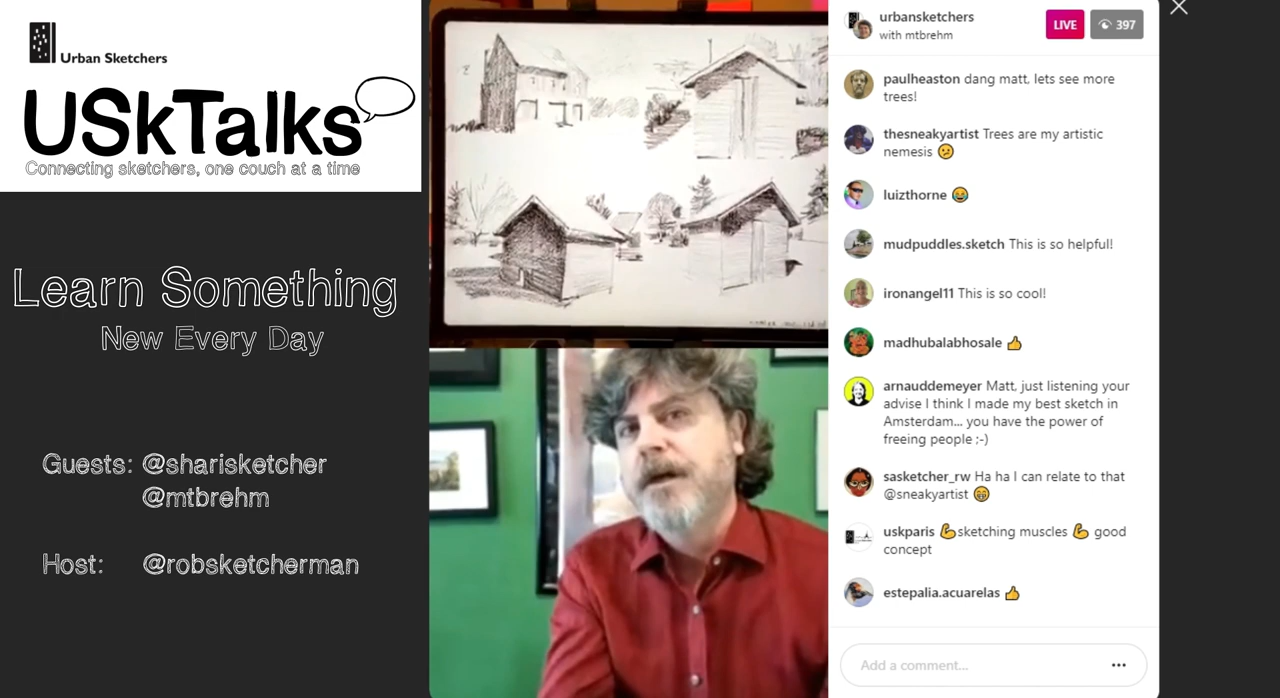 Urban Sketchers
USkTalks
Connecting sketchers, one couch at a time
Learn Something
New Every Day
Guests: @sharisketcher
@mtbrehm
Host: @robsketcherman
urbansketchers
with mtbrehm
LIVE
397
paulheaston dang matt, lets see more
trees!
thesneakyartist Trees are my artistic
nemesis 😕
luizthorne 😂
mudpuddles.sketch This is so helpful!
ironangel11 This is so cool!
madhubalabhosale 👍
arnauddemeyer Matt, just listening your
advise I think I made my best sketch in
Amsterdam... you have the power of
freeing people ;-)
sasketcher_rw Ha ha I can relate to that
@sneakyartist 😁
uskparis 💪sketching muscles 💪 good
concept
estepalia.acuarelas 👍
Add a comment...